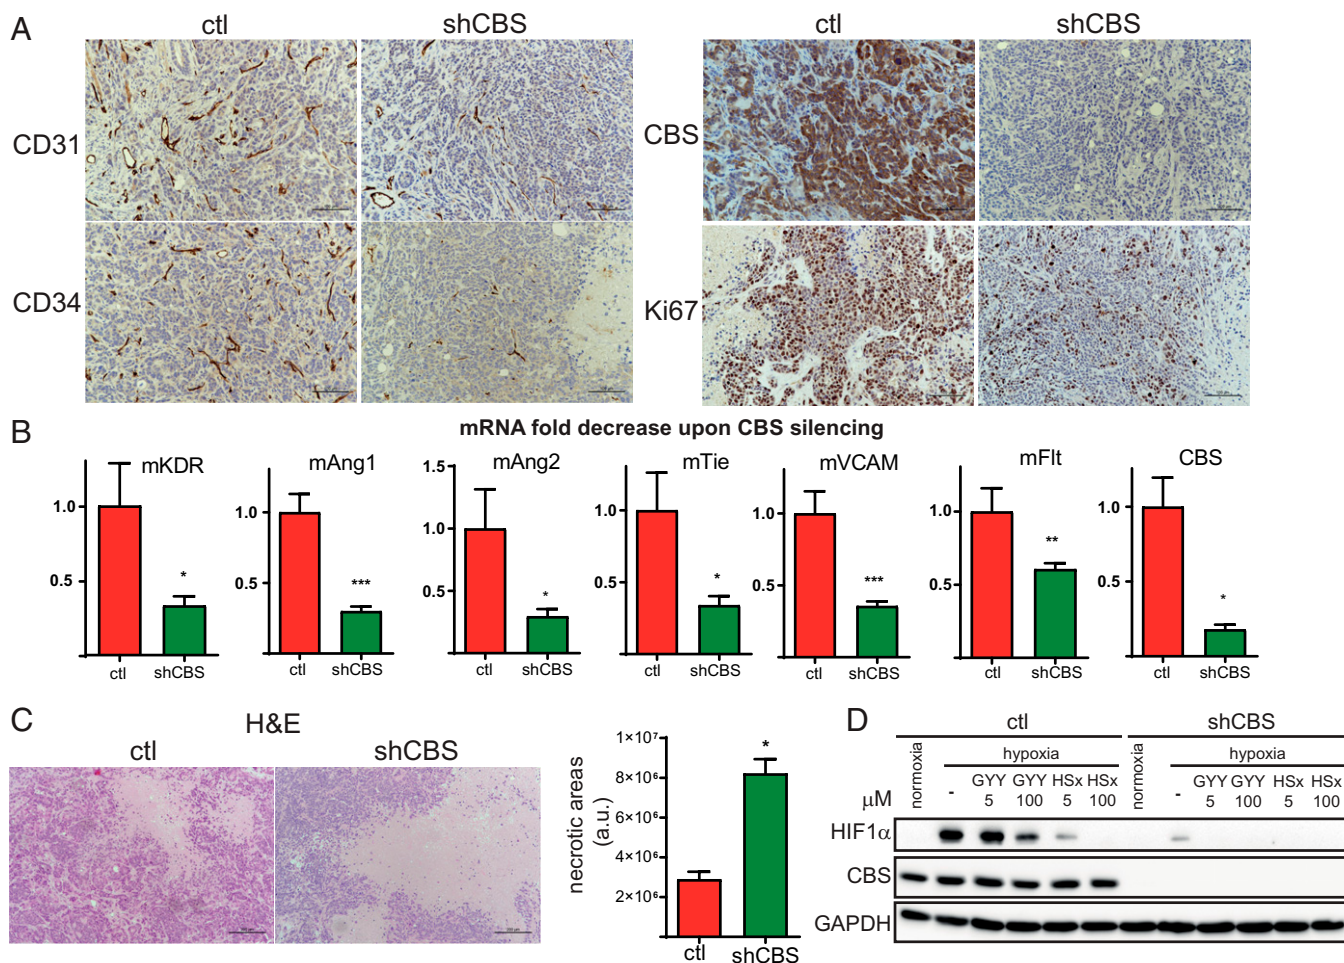 A
ctl
shCBS
ctl
shCBS
CD31
CBS
CD34
Ki67
B
mRNA fold decrease upon CBS silencing
mKDR
mAng1
mAng2
mTie
mVCAM
mFlt
CBS
1.0
0.5
*
ctl
shCBS
1.0
0.5
***
ctl
shCBS
1.5
1.0
0.5
*
ctl
shCBS
1.0
0.5
*
ctl
shCBS
1.0
0.5
***
ctl
shCBS
1.0
0.5
**
ctl
shCBS
1.0
0.5
*
ctl
shCBS
C
H&E
ctl
shCBS
necrotic areas
(a.u.)
1×10⁷
8×10⁶
6×10⁶
4×10⁶
2×10⁶
*
ctl
shCBS
D
ctl
shCBS
normoxia
hypoxia
normoxia
hypoxia
- GYY GYY HSx HSx
- GYY GYY HSx HSx
μM 5 100 5 100 5 100 5 100
HIF1α
CBS
GAPDH